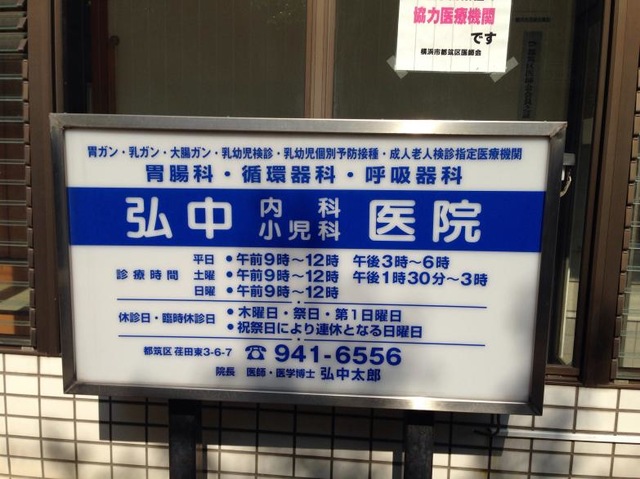 協力医療機関
です
横浜市都筑区医師会
胃ガン・乳ガン・大腸ガン・乳幼児検診・乳幼児個別予防接種・成人老人検診指定医療機関
胃腸科・循環器科・呼吸器科
弘中 内科 小児科 医院
診療時間
平日 ●午前9時～12時 午後3時～6時
土曜 ●午前9時～12時 午後1時30分～3時
日曜 ●午前9時～12時
休診日・臨時休診日
●木曜日・祭日・第1日曜日
●祝祭日により連休となる日曜日
都筑区荏田東3-6-7 ☎941-6556
院長 医師・医学博士 弘中太郎